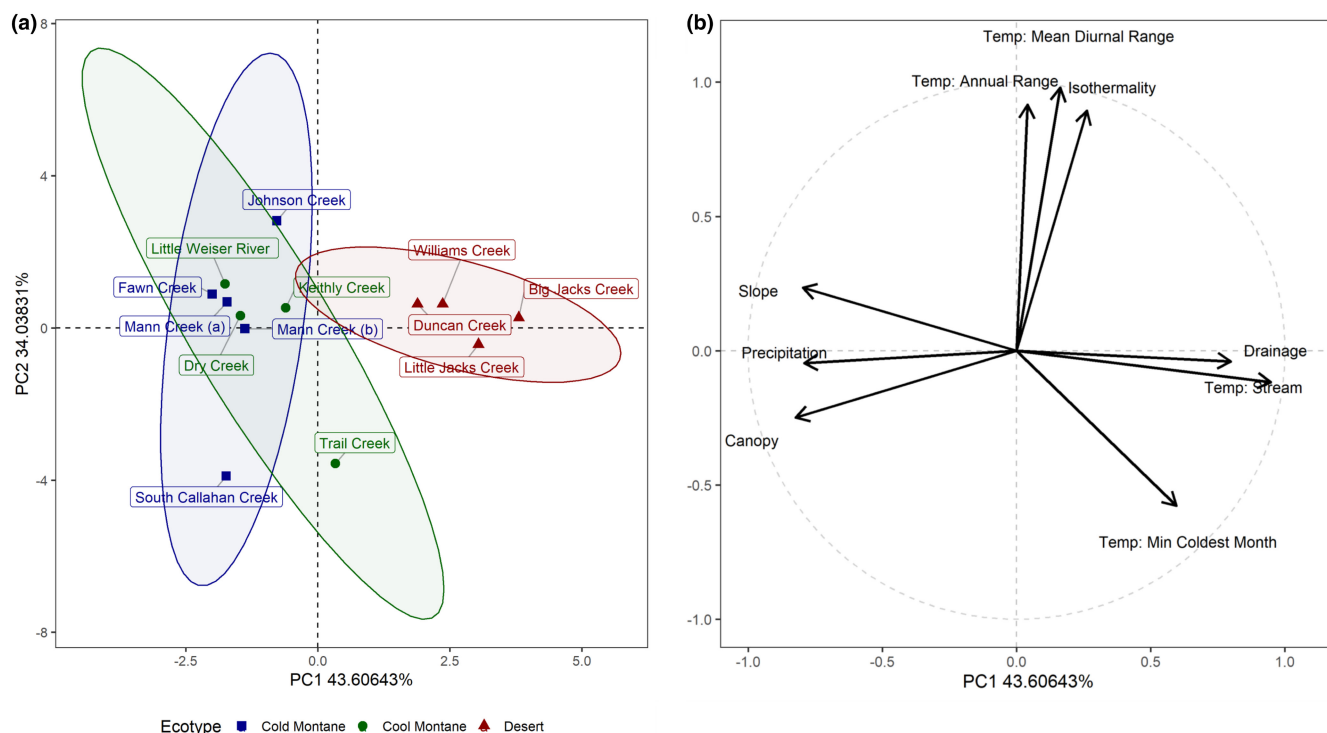 (a)
8
4
0
-4
-8
PC2 34.03831%
Johnson Creek
Little Weiser River
Fawn Creek
Keithly Creek
Mann Creek (a)
Mann Creek (b)
Dry Creek
Williams Creek
Big Jacks Creek
Duncan Creek
Little Jacks Creek
Trail Creek
South Callahan Creek
-2.5
0.0
2.5
5.0
PC1 43.60643%
Ecotype
Cold Montane
Cool Montane
Desert
(b)
1.0
0.5
0.0
-0.5
-1.0
Temp: Mean Diurnal Range
Temp: Annual Range
Isothermality
Slope
Precipitation
Canopy
Drainage
Temp: Stream
Temp: Min Coldest Month
-1.0
-0.5
0.0
0.5
1.0
PC1 43.60643%